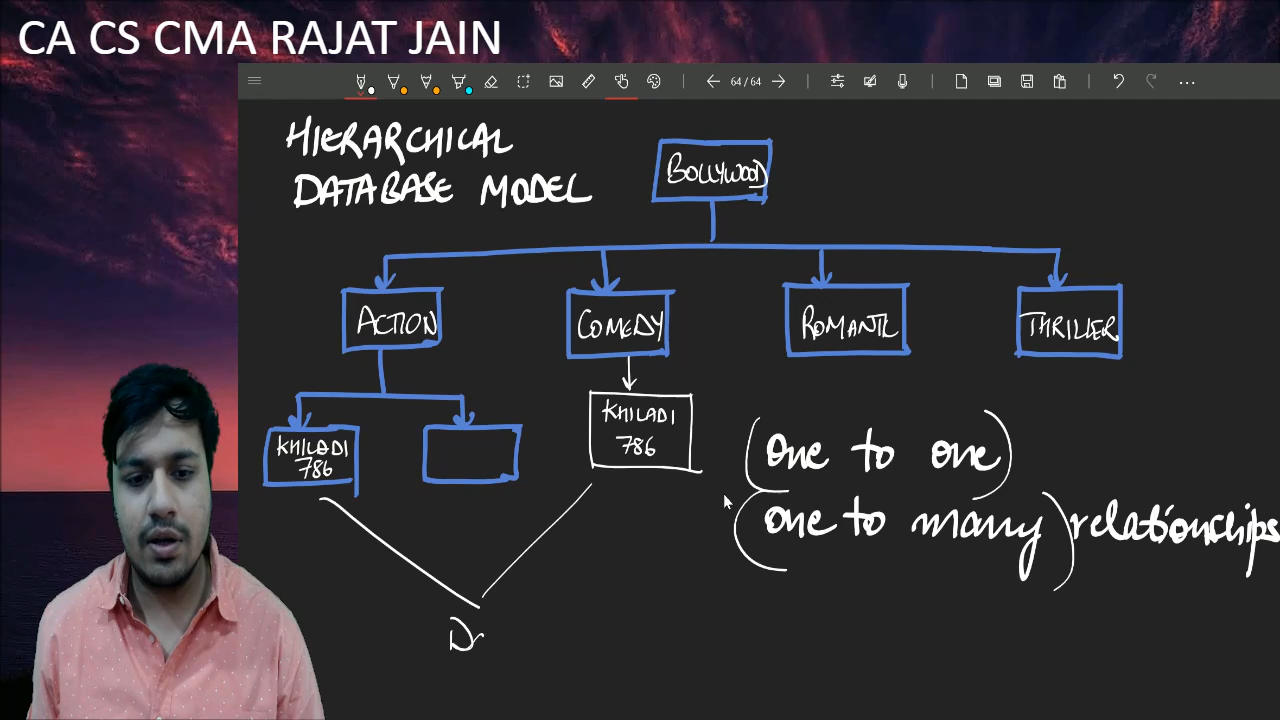 CA CS CMA RAJAT JAIN
64/64
HIERARCHICAL
DATABASE MODEL
BOLLYWOOD
ACTION
COMEDY
ROMANTIC
THRILLER
KHILADI
786
KHILADI
786
(one to one)
(one to many) relationships